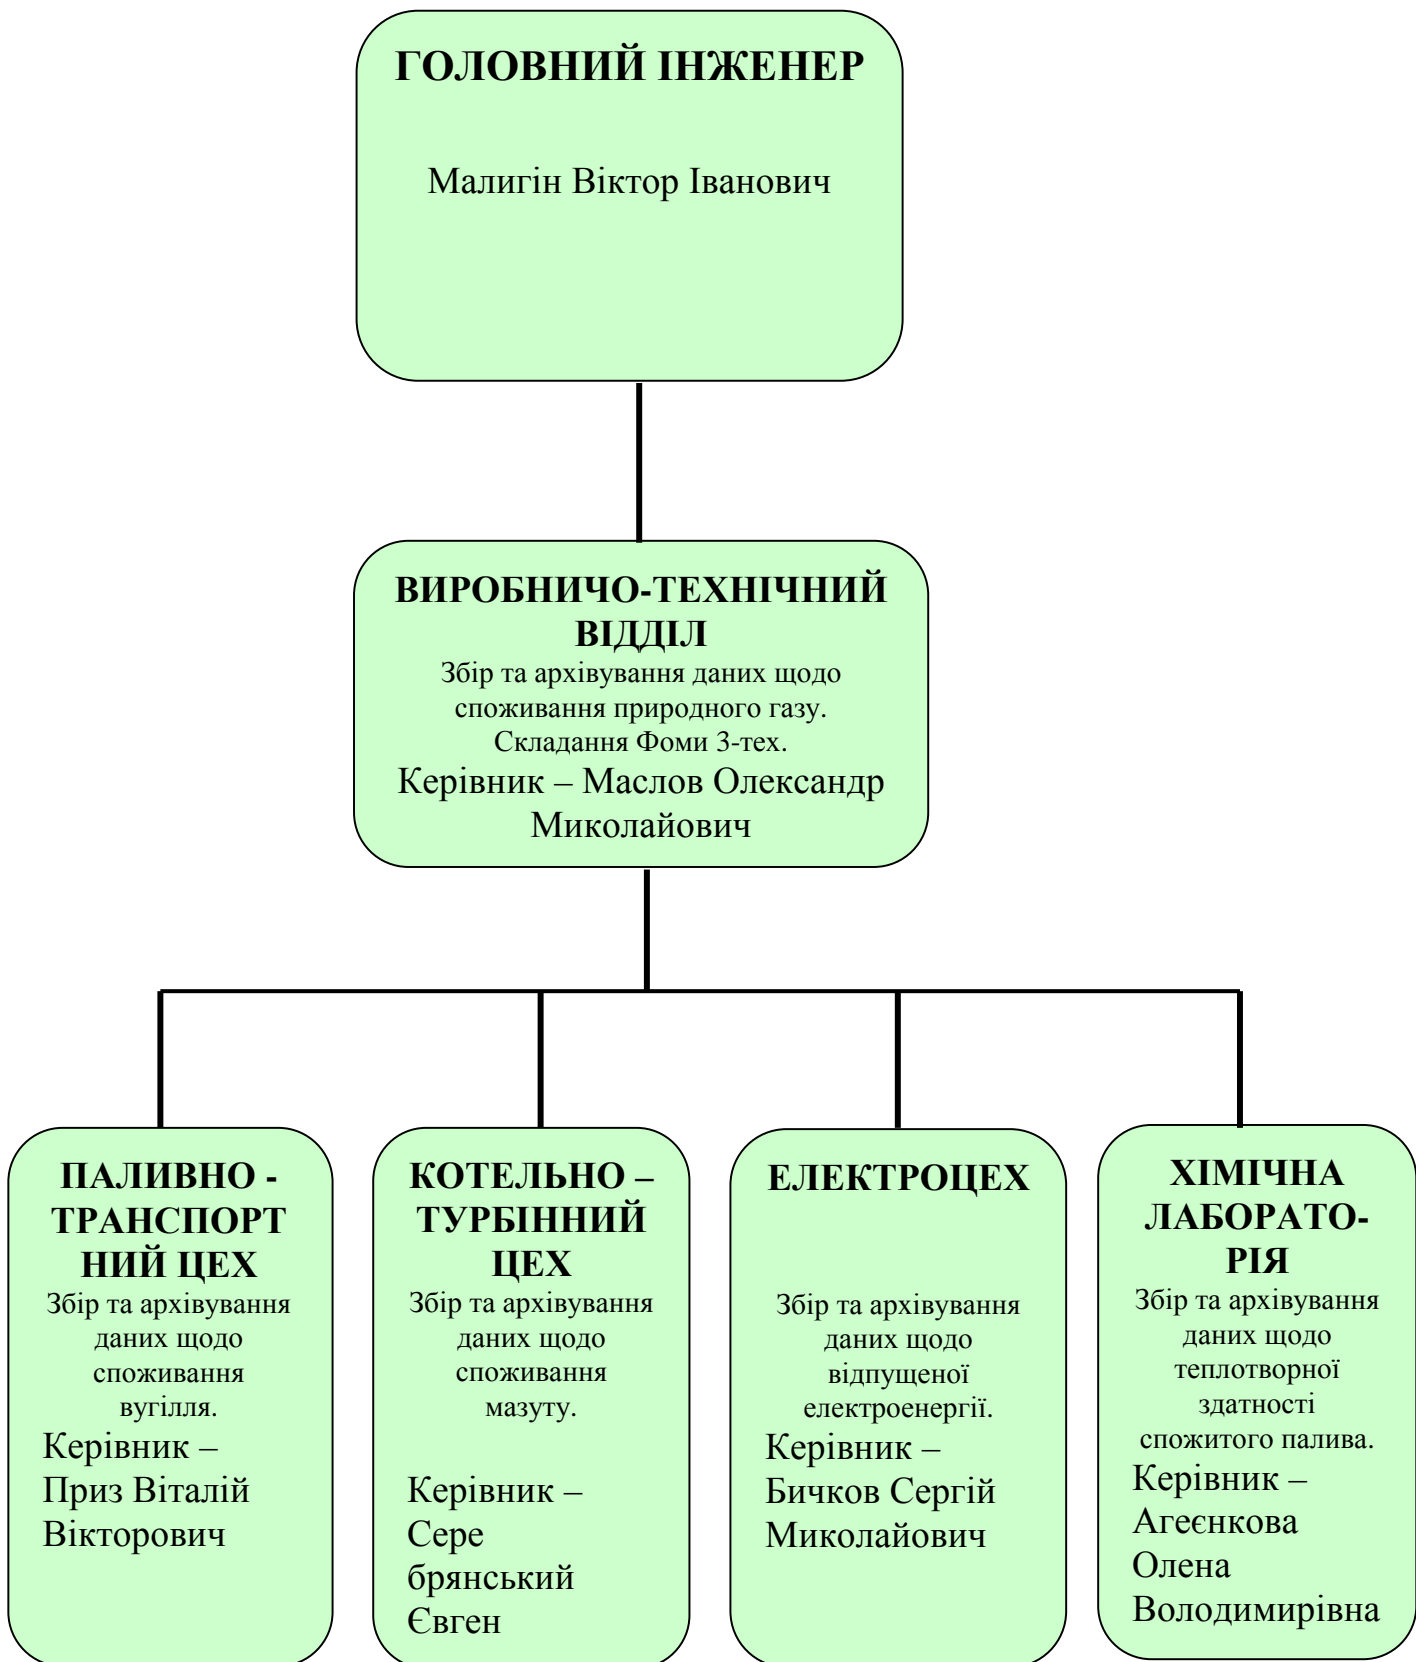 ГОЛОВНИЙ ІНЖЕНЕР
Малигін Віктор Іванович
ВИРОБНИЧО-ТЕХНІЧНИЙ
ВІДДІЛ
Збір та архівування даних щодо
споживання природного газу.
Складання Фоми 3-тех.
Керівник – Маслов Олександр
Миколайович
ПАЛИВНО -
ТРАНСПОРТ
НИЙ ЦЕХ
Збір та архівування
даних щодо
споживання
вугілля.
Керівник –
Приз Віталій
Вікторович
КОТЕЛЬНО –
ТУРБІННИЙ
ЦЕХ
Збір та архівування
даних щодо
споживання
мазуту.
Керівник –
Сере
брянський
Євген
ЕЛЕКТРОЦЕХ
Збір та архівування
даних щодо
відпущеної
електроенергії.
Керівник –
Бичков Сергій
Миколайович
ХІМІЧНА
ЛАБОРАТО-
РІЯ
Збір та архівування
даних щодо
теплотворної
здатності
спожитого палива.
Керівник –
Агеєнкова
Олена
Володимирівна